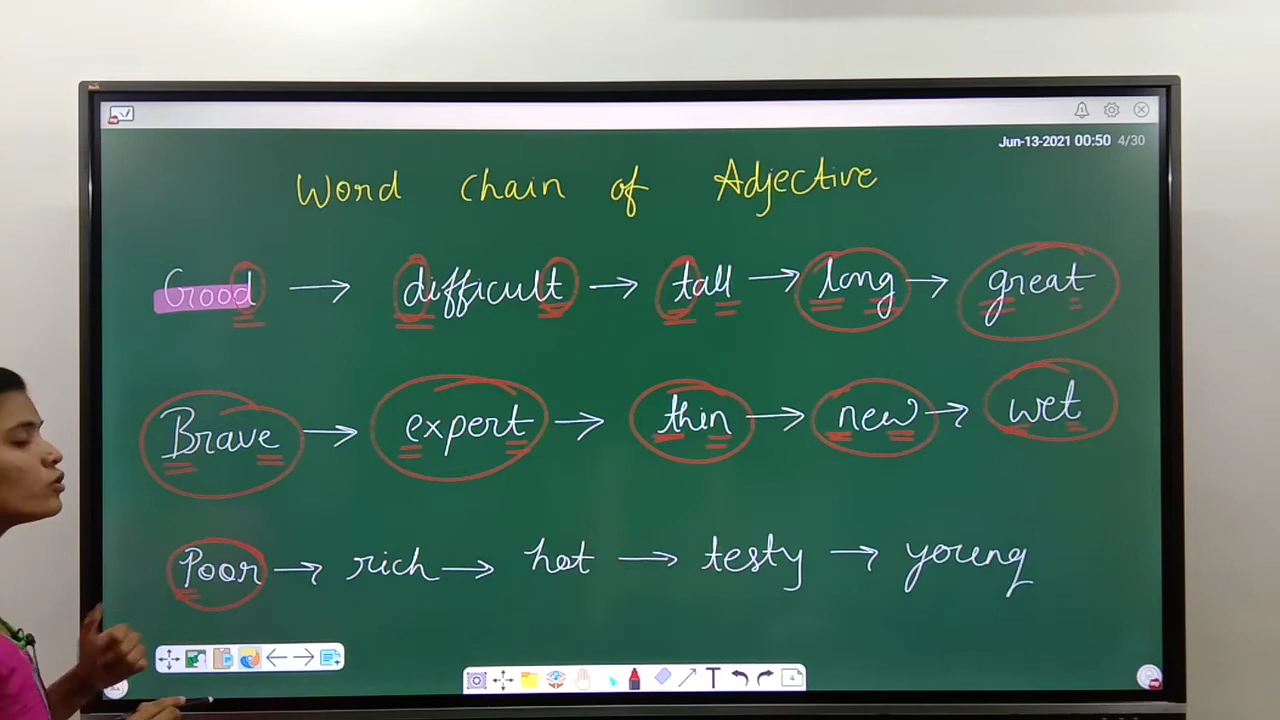 Jun-13-2021 00:50 4/30
Word Chain of Adjective
Good → difficult → tall → long → great
Brave → expert → thin → new → wet
Poor → rich → hot → testy → young
T 4